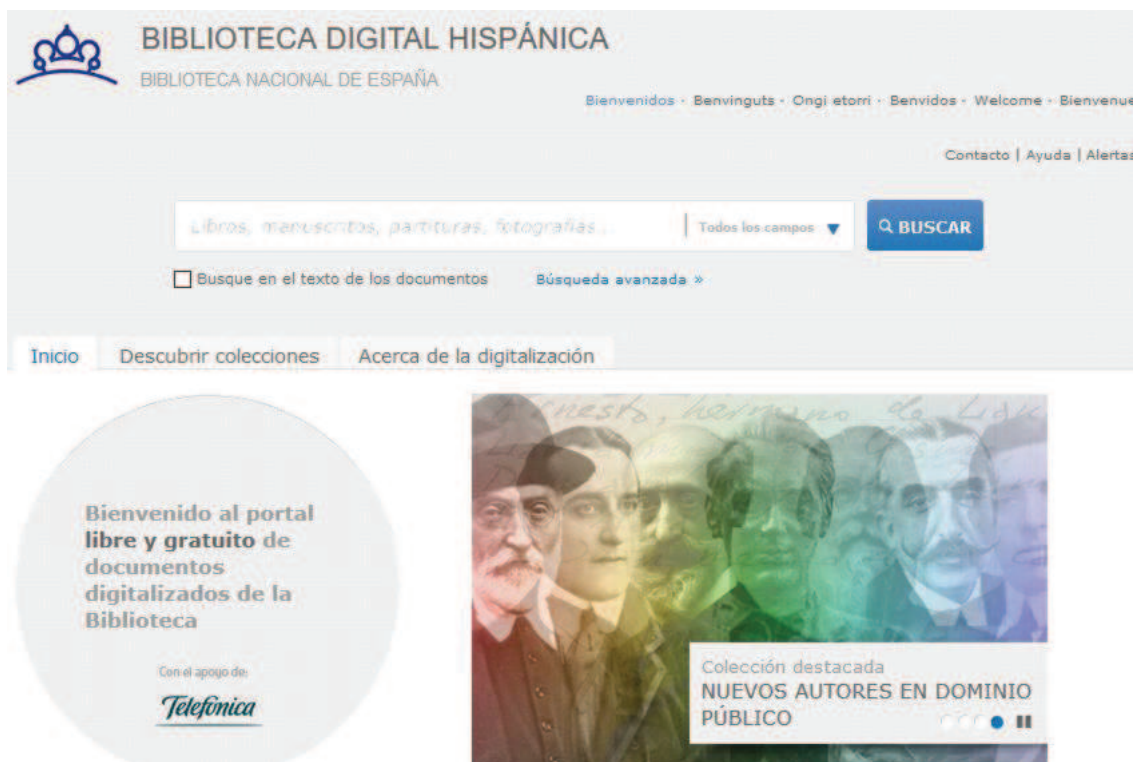 BIBLIOTECA DIGITAL HISPÁNICA
BIBLIOTECA NACIONAL DE ESPAÑA
Bienvenidos · Benvinguts · Ongi etorri · Benvidos · Welcome · Bienvenue
Contacto | Ayuda | Alertas
Libros, manuscritos, partituras, fotografías...
Todos los campos
BUSCAR
Busque en el texto de los documentos
Búsqueda avanzada »
Inicio Descubrir colecciones Acerca de la digitalización
Bienvenido al portal
libre y gratuito de
documentos
digitalizados de la
Biblioteca
Con el apoyo de:
Telefónica
ernesto, hermano de
Colección destacada
NUEVOS AUTORES EN DOMINIO
PÚBLICO